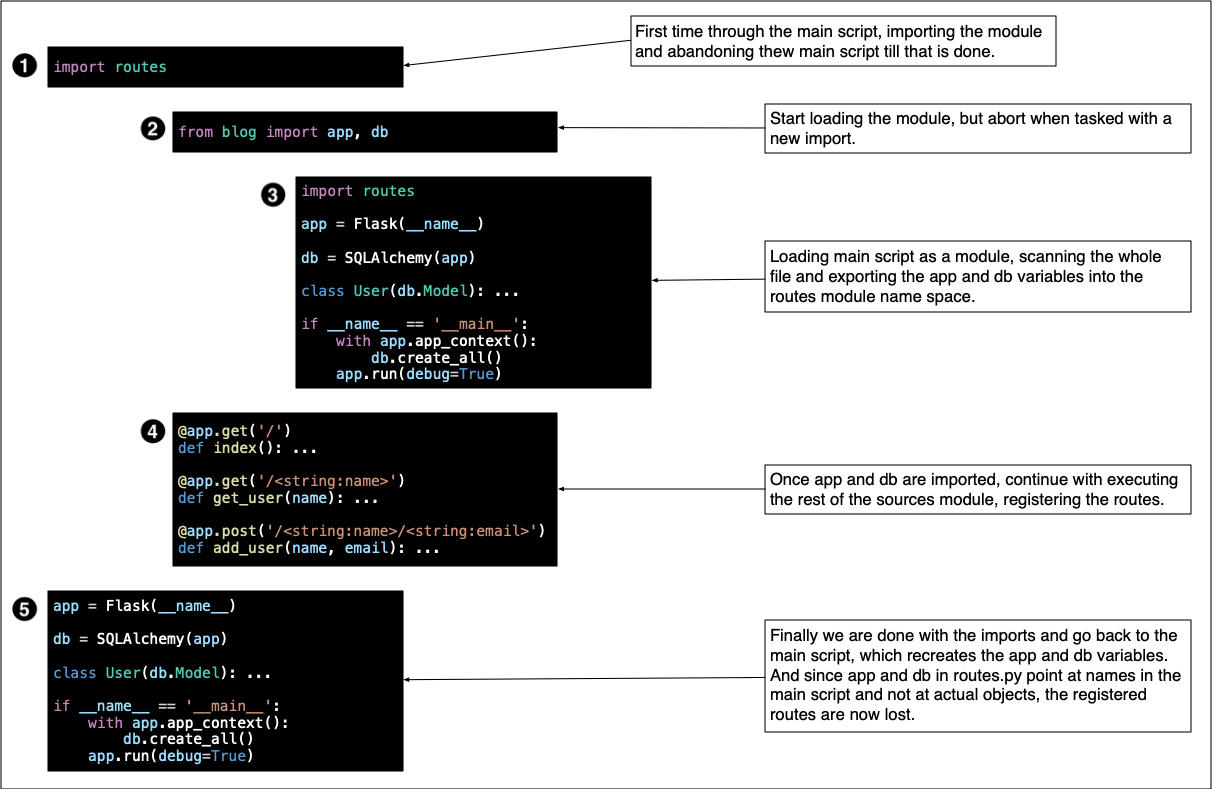 First time through the main script, importing the module
and abandoning thew main script till that is done.
1
import routes
2
from blog import app, db
Start loading the module, but abort when tasked with a
new import.
3
import routes
app = Flask(__name__)
db = SQLAlchemy(app)
class User(db.Model): ...
if __name__ == '__main__':
    with app.app_context():
        db.create_all()
    app.run(debug=True)
Loading main script as a module, scanning the whole
file and exporting the app and db variables into the
routes module name space.
4
@app.get('/')
def index(): ...
@app.get('/<string:name>')
def get_user(name): ...
@app.post('/<string:name>/<string:email>')
def add_user(name, email): ...
Once app and db are imported, continue with executing
the rest of the sources module, registering the routes.
5
app = Flask(__name__)
db = SQLAlchemy(app)
class User(db.Model): ...
if __name__ == '__main__':
    with app.app_context():
        db.create_all()
    app.run(debug=True)
Finally we are done with the imports and go back to the
main script, which recreates the app and db variables.
And since app and db in routes.py point at names in the
main script and not at actual objects, the registered
routes are now lost.